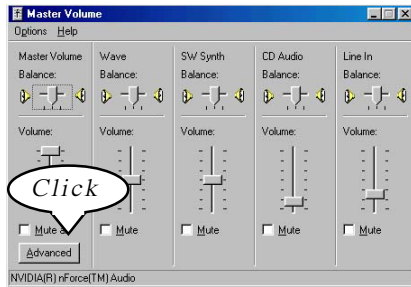 Master Volume
Options Help
Master Volume
Wave
SW Synth
CD Audio
Line In
Balance:
Balance:
Balance:
Balance:
Balance:
Volume:
Volume:
Volume:
Volume:
Volume:
Click
Mute a
Mute
Mute
Mute
Mute
Advanced
NVIDIA(R) nForce(TM) Audio